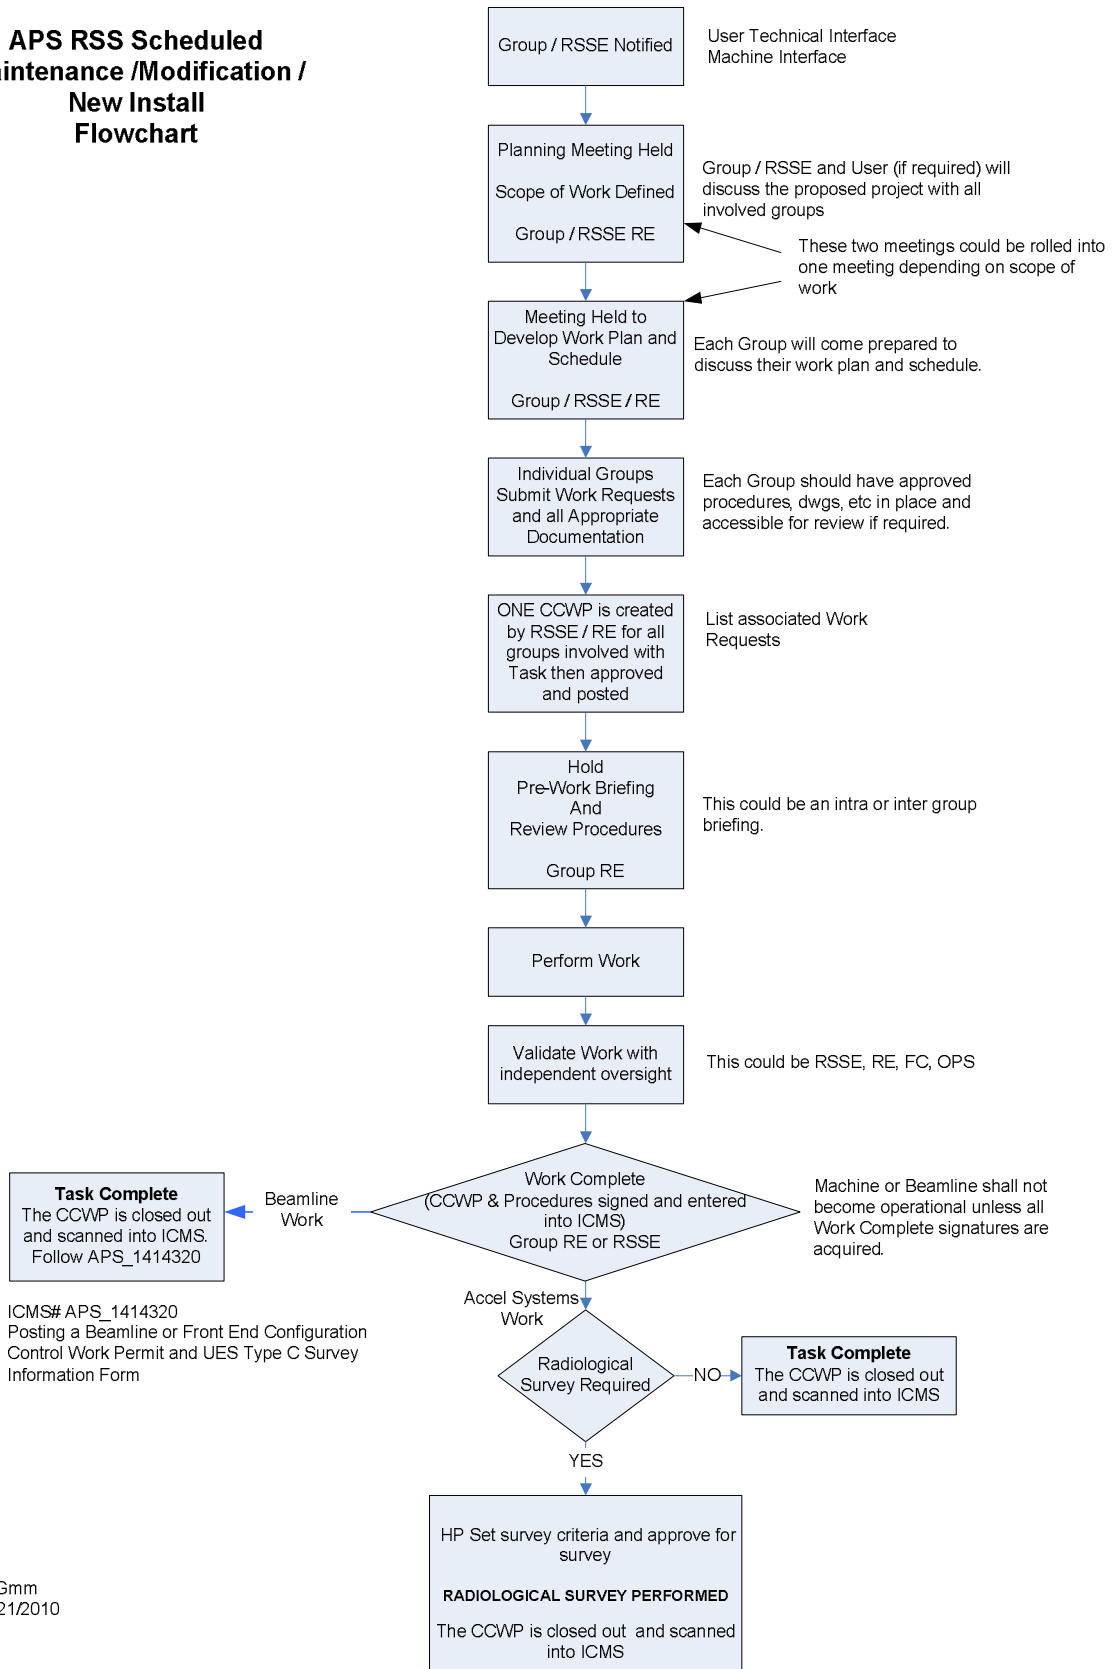 APS RSS Scheduled
intenance /Modification /
New Install
Flowchart
Group / RSSE Notified
User Technical Interface
Machine Interface
Planning Meeting Held
Scope of Work Defined
Group / RSSE RE
Group / RSSE and User (if required) will
discuss the proposed project with all
involved groups
These two meetings could be rolled into
one meeting depending on scope of
work
Meeting Held to
Develop Work Plan and
Schedule
Group / RSSE / RE
Each Group will come prepared to
discuss their work plan and schedule.
Individual Groups
Submit Work Requests
and all Appropriate
Documentation
Each Group should have approved
procedures, dwgs, etc in place and
accessible for review if required.
ONE CCWP is created
by RSSE / RE for all
groups involved with
Task then approved
and posted
List associated Work
Requests
Hold
Pre-Work Briefing
And
Review Procedures
Group RE
This could be an intra or inter group
briefing.
Perform Work
Validate Work with
independent oversight
This could be RSSE, RE, FC, OPS
Work Complete
(CCWP & Procedures signed and entered
into ICMS)
Group RE or RSSE
Machine or Beamline shall not
become operational unless all
Work Complete signatures are
acquired.
Beamline
Work
Task Complete
The CCWP is closed out
and scanned into ICMS.
Follow APS_1414320
ICMS# APS_1414320
Posting a Beamline or Front End Configuration
Control Work Permit and UES Type C Survey
Information Form
Accel Systems
Work
Radiological
Survey Required
NO
Task Complete
The CCWP is closed out
and scanned into ICMS
YES
HP Set survey criteria and approve for
survey
RADIOLOGICAL SURVEY PERFORMED
The CCWP is closed out and scanned
into ICMS
Gmm
21/2010